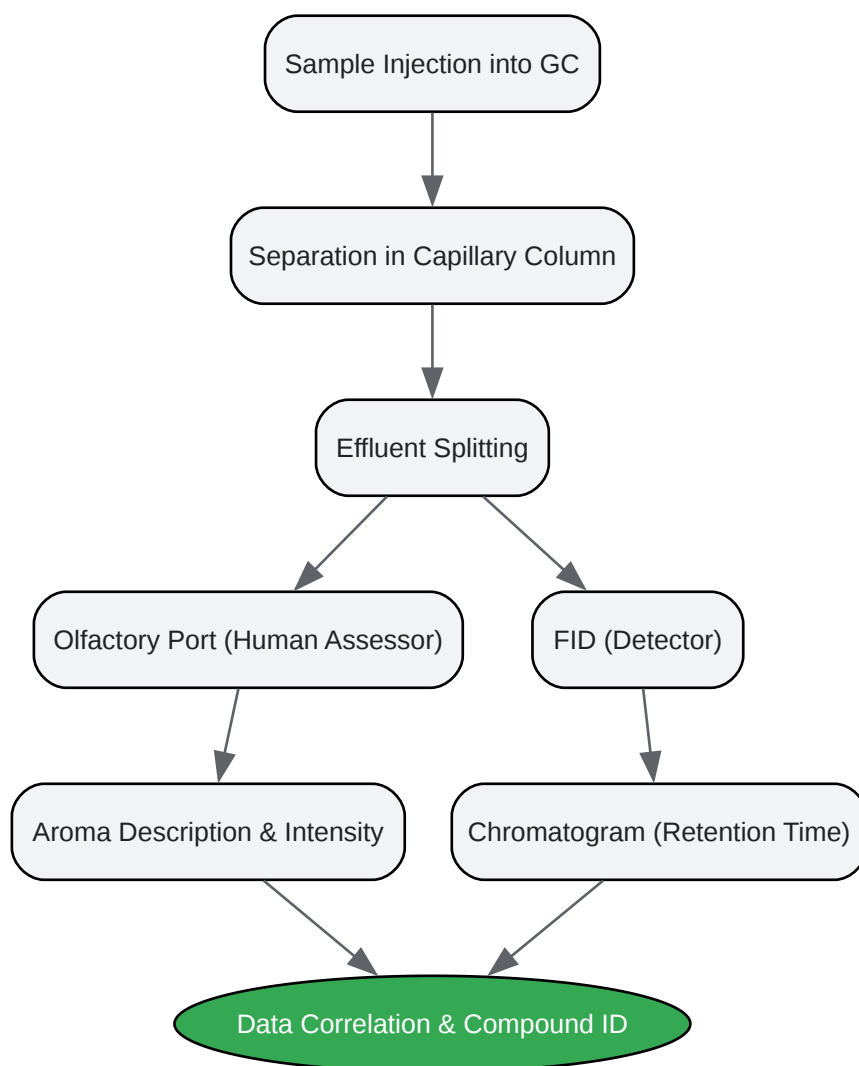 Sample Injection into GC
Separation in Capillary Column
Effluent Splitting
Olfactory Port (Human Assessor)
FID (Detector)
Aroma Description & Intensity
Chromatogram (Retention Time)
Data Correlation & Compound ID